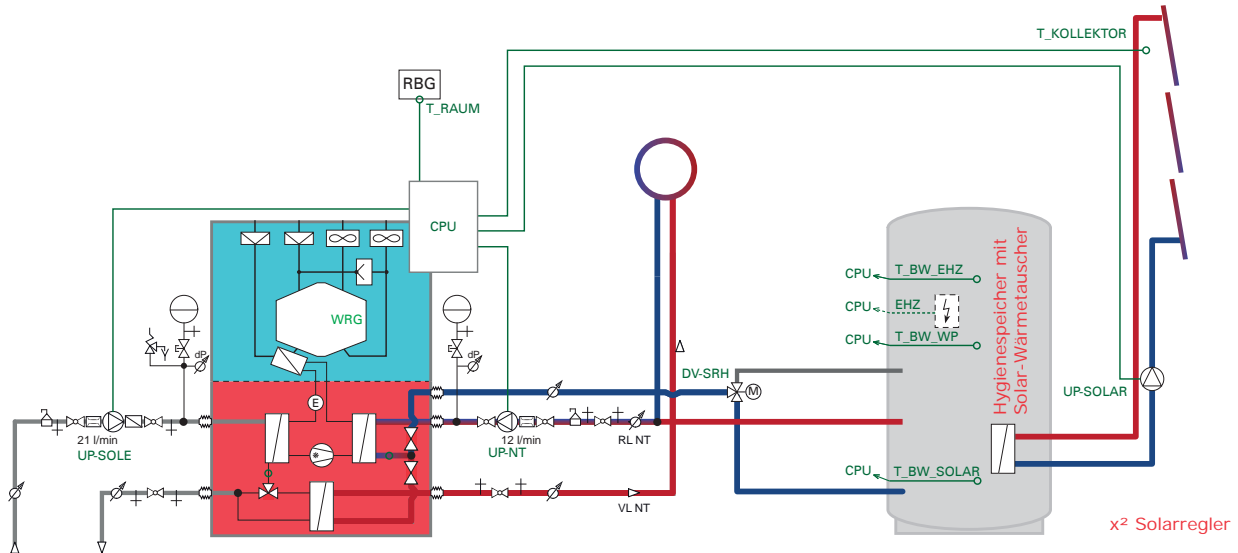 T_KOLLEKTOR
RBG
T_RAUM
CPU
WRG
dP
dP
E
CPU
T_BW_EHZ
CPU
EHZ
CPU
T_BW_WP
DV-SRH
M
Hygienespeicher mit
Solar-Wärmetauscher
UP-SOLAR
21 l/min
UP-SOLE
12 l/min
UP-NT
RL NT
CPU
T_BW_SOLAR
VL NT
x² Solarregler